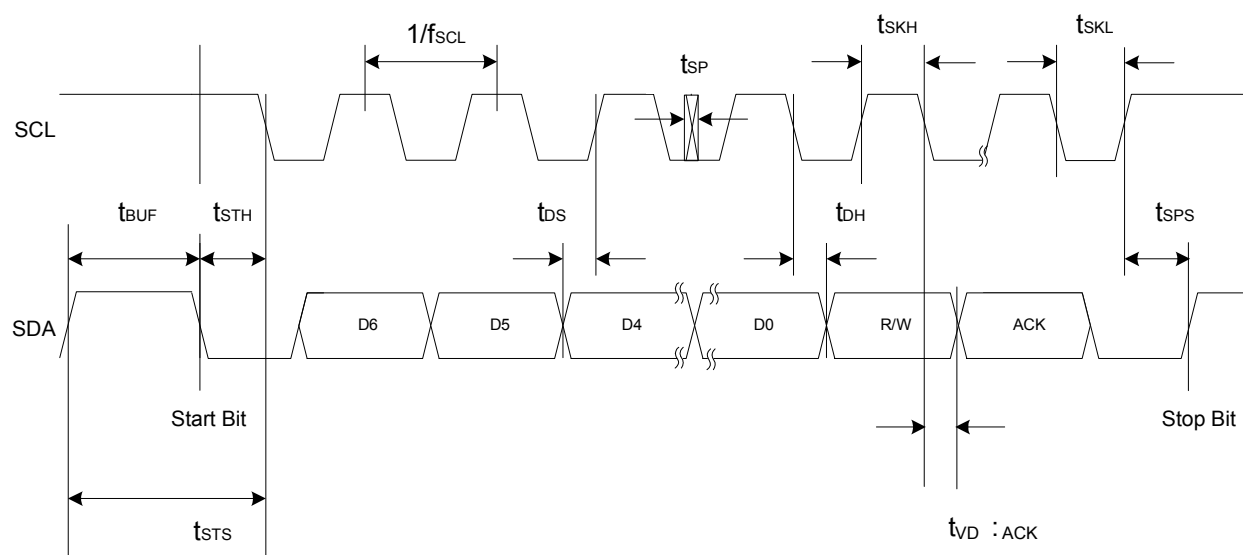 1/fSCL
tSP
tSKH
tSKL
SCL
tBUF
tSTH
tDS
tDH
tSPS
SDA
D6
D5
D4
D0
R/W
ACK
Start Bit
Stop Bit
tSTS
tVD : ACK